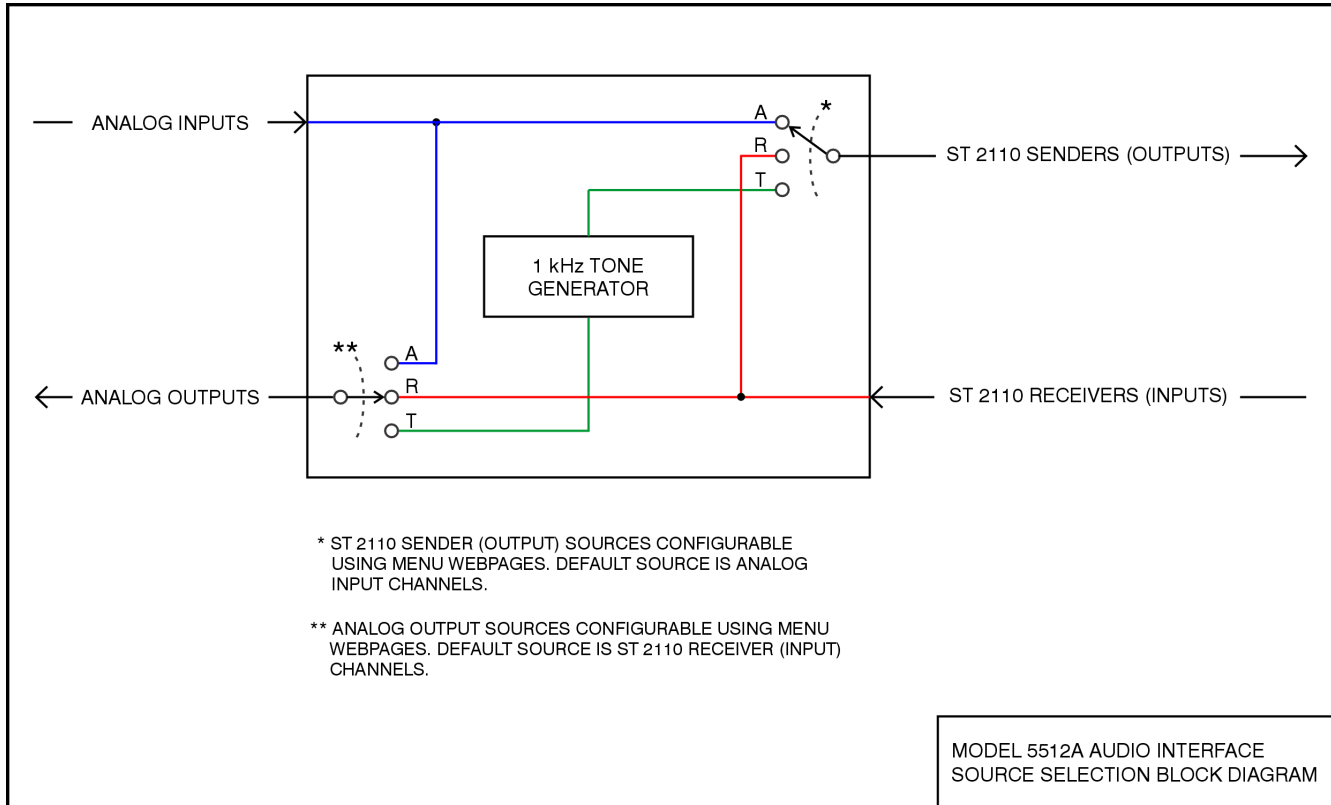 ANALOG INPUTS
A
*
R
ST 2110 SENDERS (OUTPUTS)
T
1 kHz TONE
GENERATOR
**
A
R
ANALOG OUTPUTS
ST 2110 RECEIVERS (INPUTS)
T
* ST 2110 SENDER (OUTPUT) SOURCES CONFIGURABLE
USING MENU WEBPAGES. DEFAULT SOURCE IS ANALOG
INPUT CHANNELS.
** ANALOG OUTPUT SOURCES CONFIGURABLE USING MENU
WEBPAGES. DEFAULT SOURCE IS ST 2110 RECEIVER (INPUT)
CHANNELS.
MODEL 5512A AUDIO INTERFACE
SOURCE SELECTION BLOCK DIAGRAM